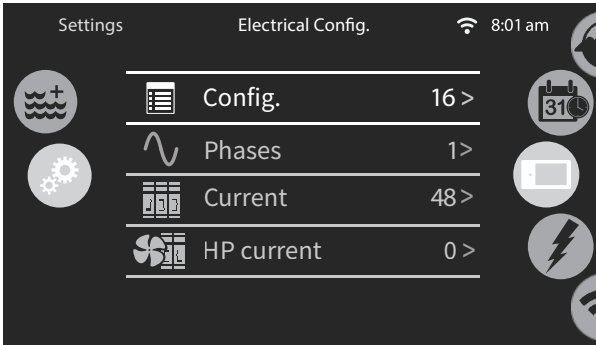 Settings
Electrical Config.
8:01 am
Config. 16 >
Phases 1 >
Current 48 >
HP current 0 >
31